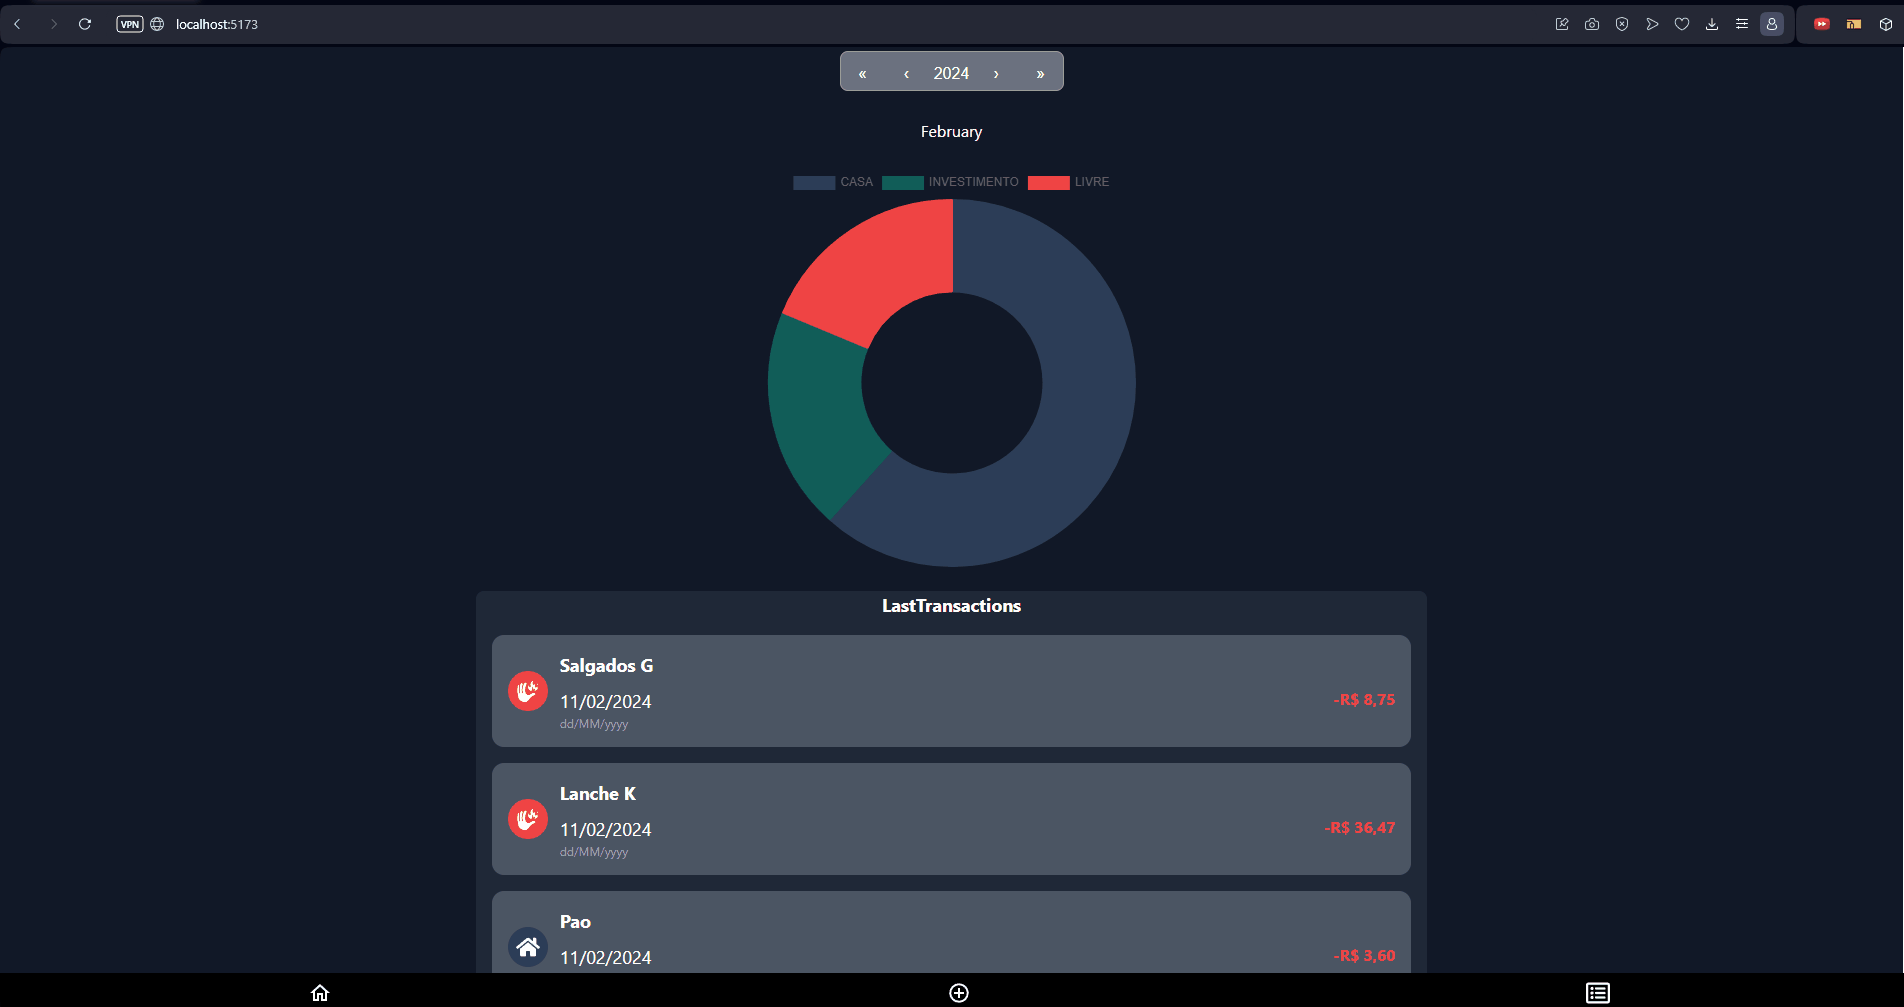 VPN localhost:5173
« ‹ 2024 › »
February
CASA INVESTIMENTO LIVRE
LastTransactions
Salgados G
11/02/2024
-R$ 8,75
dd/MM/yyyy
Lanche K
11/02/2024
-R$ 36,47
dd/MM/yyyy
Pao
11/02/2024
-R$ 3,60